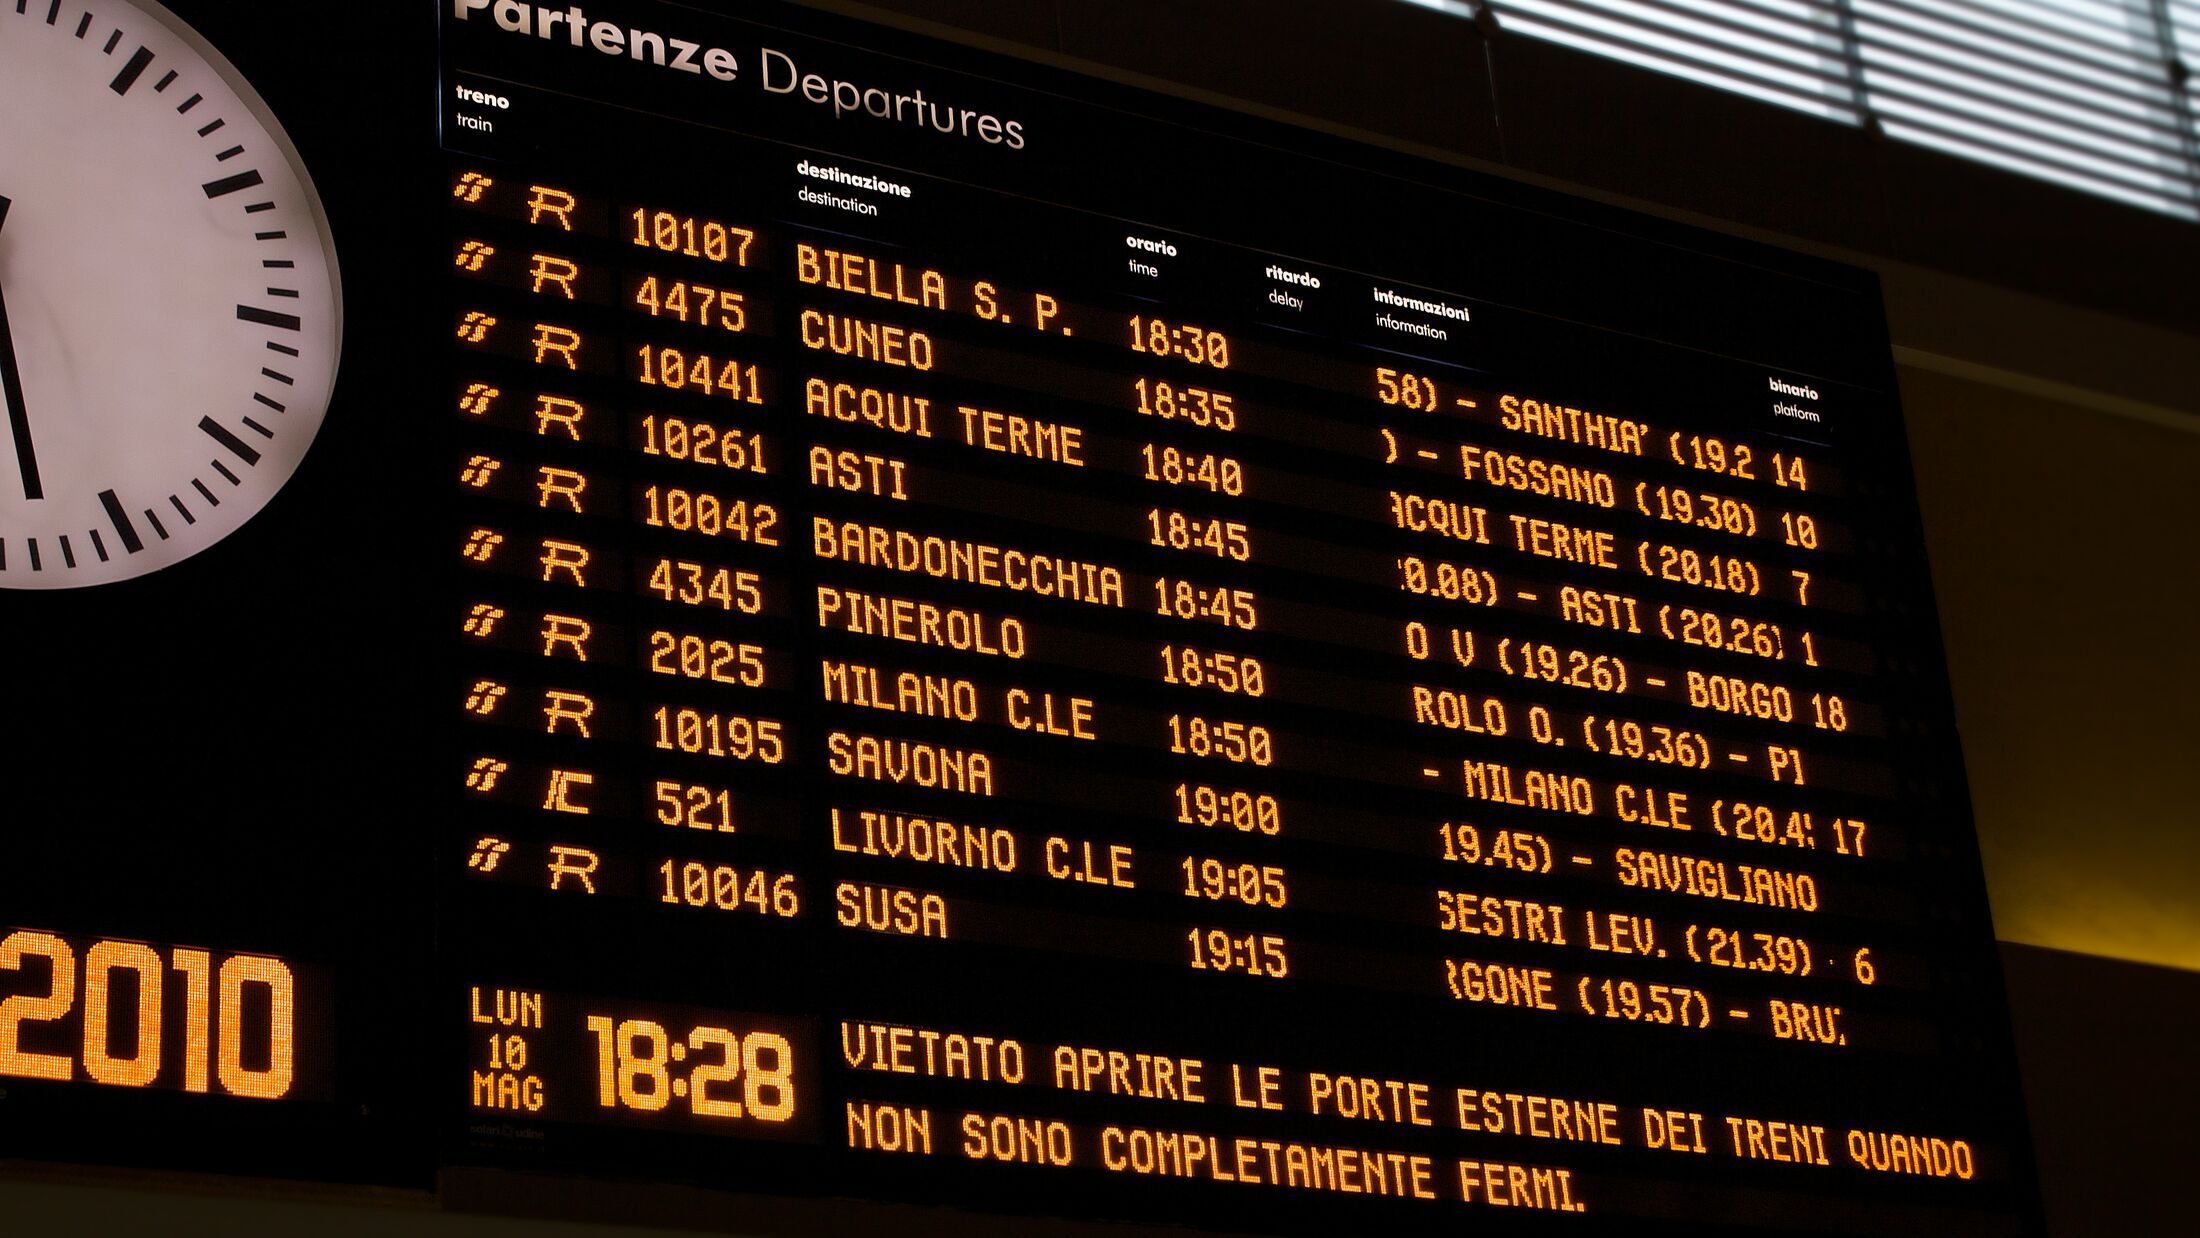 Partenze Departures
treno
train
destinazione
destination
orario
time
ritardo
delay
informazioni
information
binario
platform
R 10107 BIELLA S. P. 18:30 58) - SANTHIA' (19.2 14
R 4475 CUNEO 18:35 ) - FOSSANO (19.30) 10
R 10441 ACQUI TERME 18:40 ACQUI TERME (20.18) 7
R 10261 ASTI 18:45 0.08) - ASTI (20.26) 1
R 10042 BARDONECCHIA 18:45 O V (19.26) - BORGO 18
R 4345 PINEROLO 18:50 ROLO O. (19.36) - PI
R 2025 MILANO C.LE 18:50 - MILANO C.LE (20.4 17
R 10195 SAVONA 19:00 19.45) - SAVIGLIANO
IC 521 LIVORNO C.LE 19:05 SESTRI LEV. (21.39) 6
R 10046 SUSA 19:15 RGONE (19.57) - BRU
2010
LUN
10
MAG
18:28
VIETATO APRIRE LE PORTE ESTERNE DEI TRENI QUANDO
NON SONO COMPLETAMENTE FERMI.
solari udine